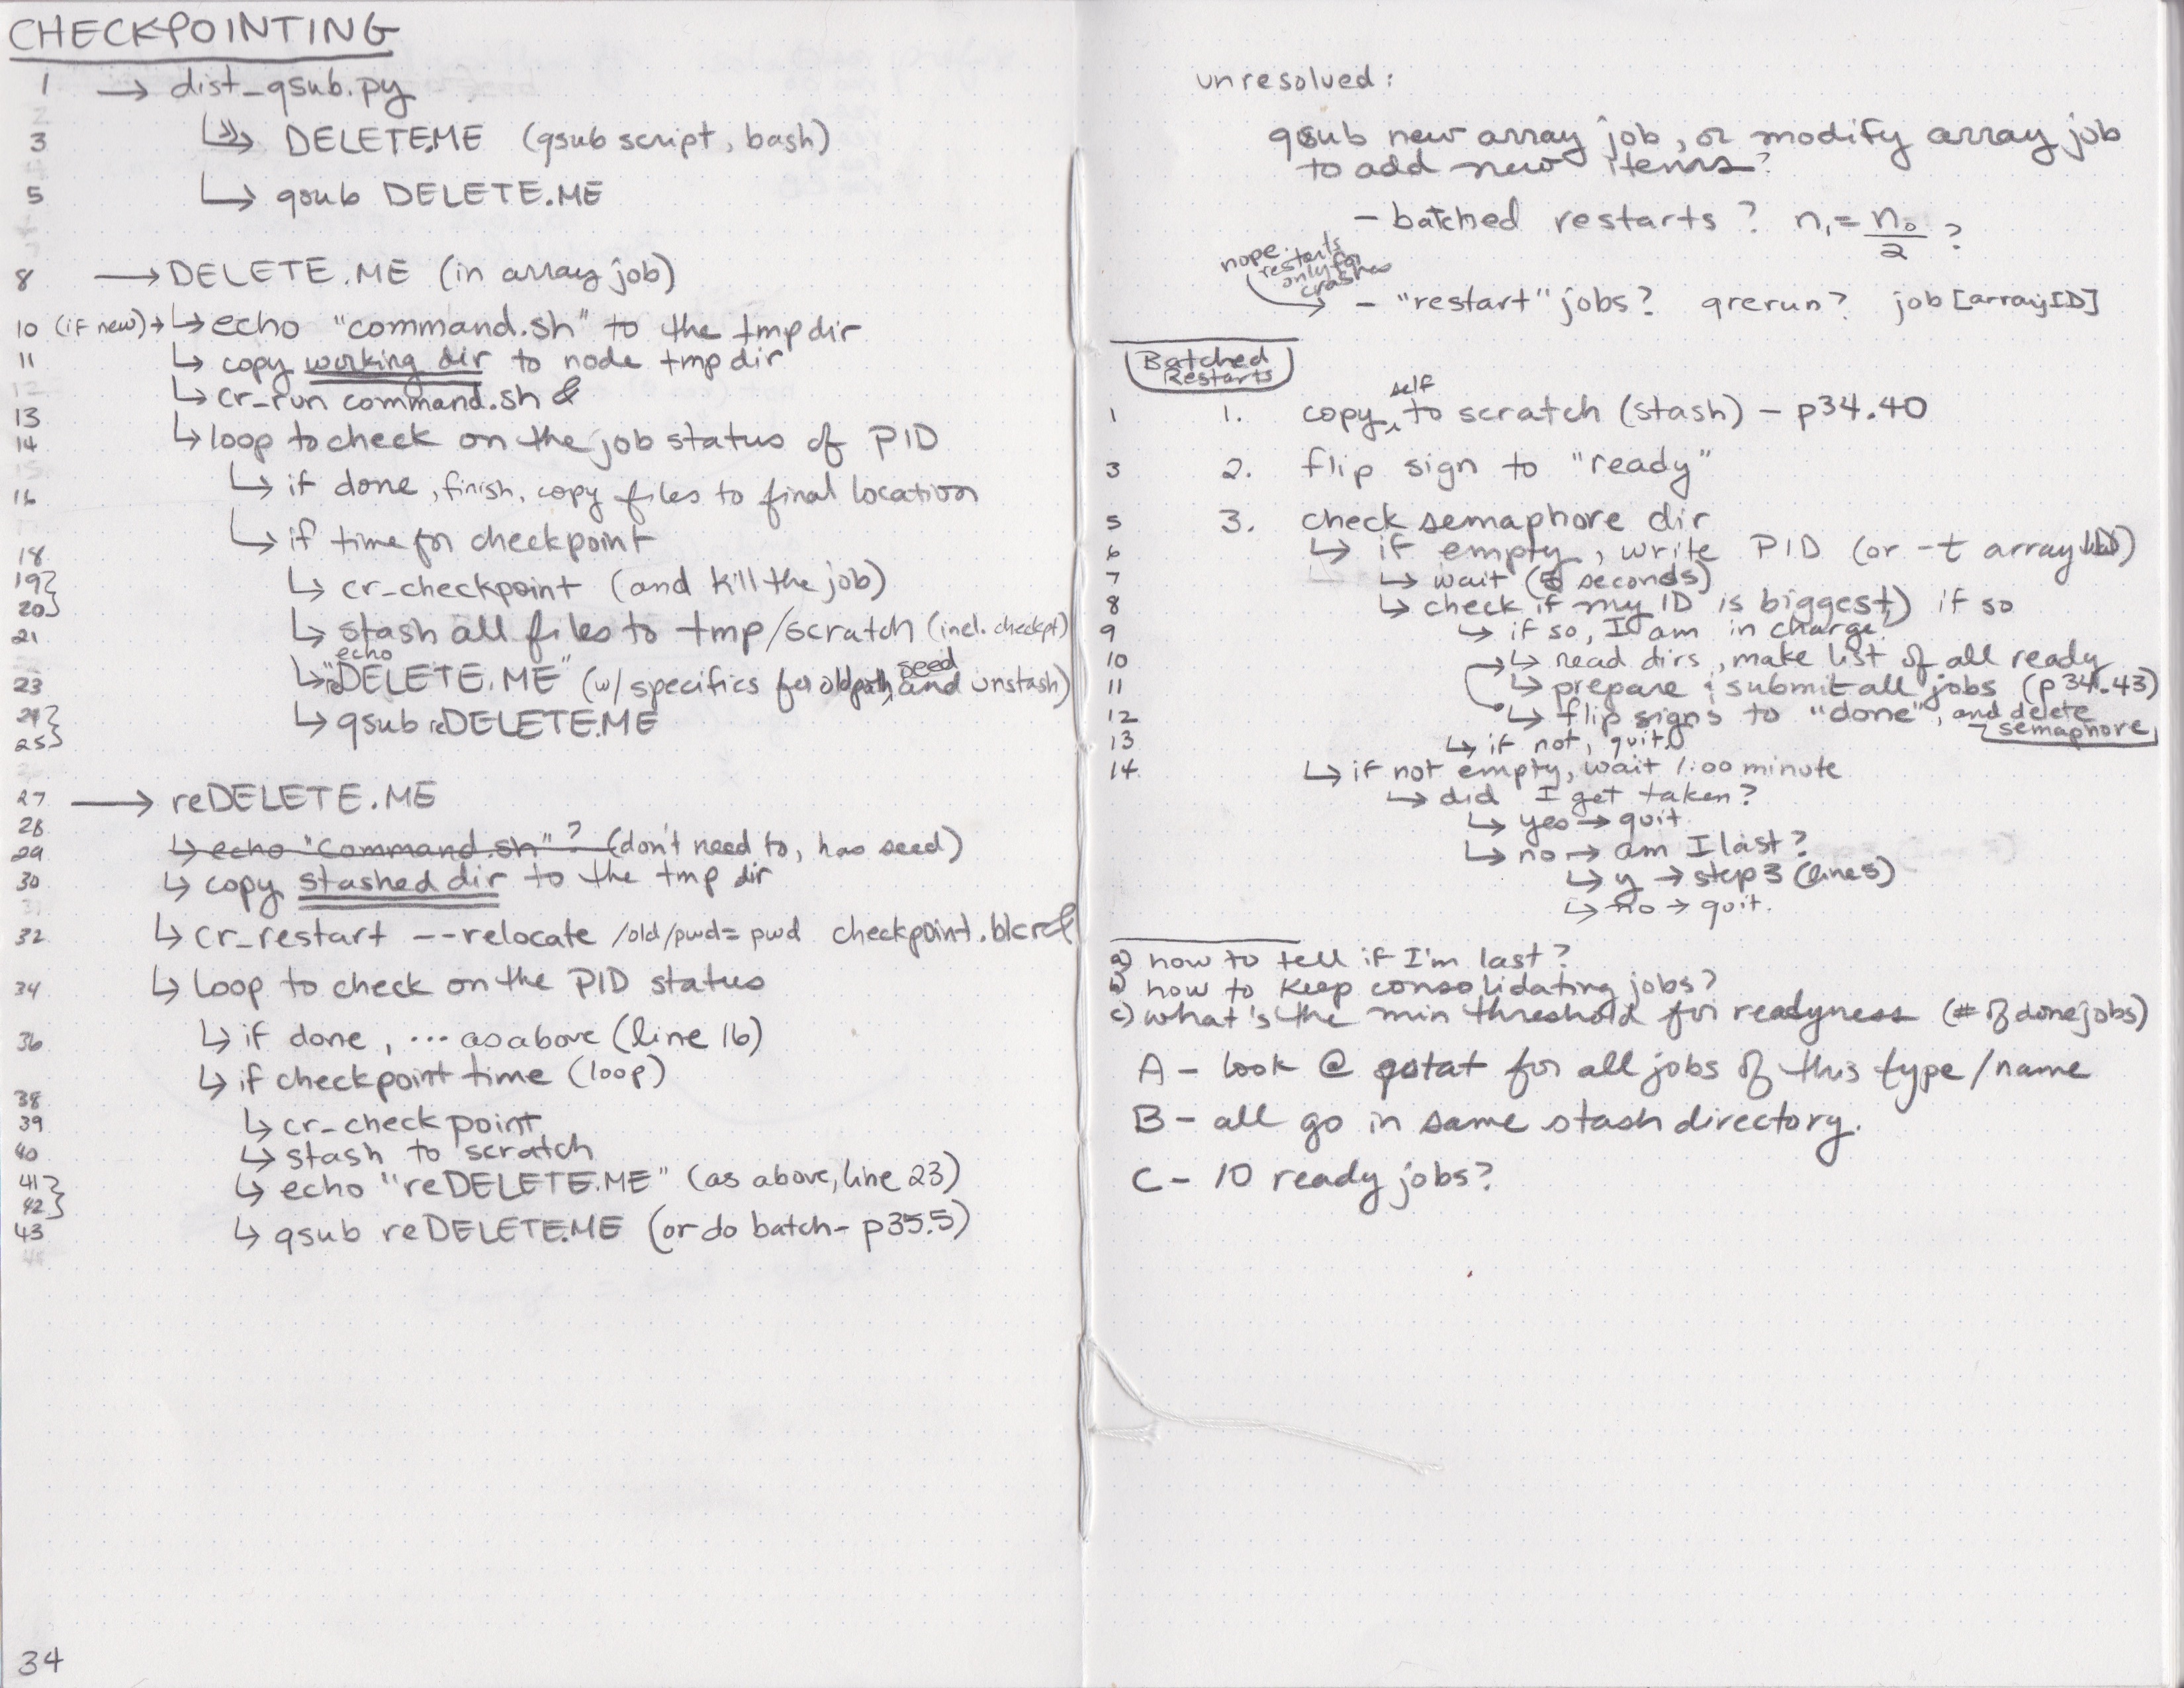 CHECKPOINTING
1 → dist_qsub.py
3 ↳ DELETE.ME (qsub script, bash)
5 ↳ qsub DELETE.ME
8 → DELETE.ME (in array job)
10 (if new) → ↳ echo "command.sh" to the tmp dir
11 ↳ copy working dir to node tmp dir
12 ↳ cr_run command.sh &
13
14 ↳ loop to check on the job status of PID
16 ↳ if done, finish, copy files to final location
18 ↳ if time for checkpoint
19} ↳ cr_checkpoint (and kill the job)
20}
21 ↳ stash all files to tmp/scratch (incl. checkpt)
23 ↳ echo "reDELETE.ME" (w/ specifics for oldpath, seed and unstash)
24} ↳ qsub reDELETE.ME
25}
27 → reDELETE.ME
28
29 ↳ echo "command.sh"? (don't need to, has seed)
30 ↳ copy stashed dir to the tmp dir
32 ↳ cr_restart --relocate /old/pwd=pwd checkpoint.blcr &
34 ↳ loop to check on the PID status
36 ↳ if done, ... as above (line 16)
↳ if checkpoint time (loop)
38
39 ↳ cr_checkpoint
40 ↳ stash to scratch
41} ↳ echo "reDELETE.ME" (as above, line 23)
42}
43 ↳ qsub reDELETE.ME (or do batch - p35.5)
44
34
unresolved:
qsub new array job, or modify array job
to add new items?
- batched restarts? n₁ = n₀/2 ?
nope: restarts only for crashes
- "restart" jobs? qrerun? job[arrayID]
Batched
Restarts
1 1. copy self to scratch (stash) - p34.40
3 2. flip sign to "ready"
5 3. check semaphore dir
6 ↳ if empty, write PID (or -t array ID)
7 ↳ wait (5 seconds)
8 ↳ check if my ID is biggest) if so
9 ↳ if so, I am in charge.
10 ↳ read dirs, make list of all ready
11 ↳ prepare & submit all jobs (p34.43)
12 ↳ flip signs to "done", and delete semaphore
13 ↳ if not, quit.
14 ↳ if not empty, wait 1:00 minute
↳ did I get taken?
↳ yes → quit
↳ no → am I last?
↳ y → step 3 (line 5)
↳ no → quit.
a) how to tell if I'm last?
b) how to keep consolidating jobs?
c) what's the min threshold for readyness (# of done jobs)
A - look @ qstat for all jobs of this type/name
B - all go in same stash directory.
C - 10 ready jobs?